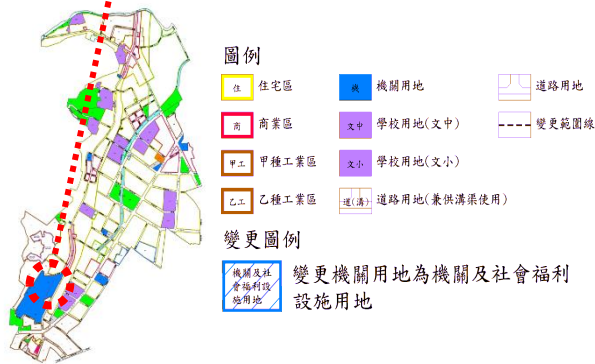 圖例
住 住宅區
機 機關用地
道路用地
商 商業區
文中 學校用地(文中)
變更範圍線
甲工 甲種工業區
文小 學校用地(文小)
乙工 乙種工業區
道(溝) 道路用地(兼供溝渠使用)
變更圖例
機關及社
會福利設
施用地
變更機關用地為機關及社會福利
設施用地